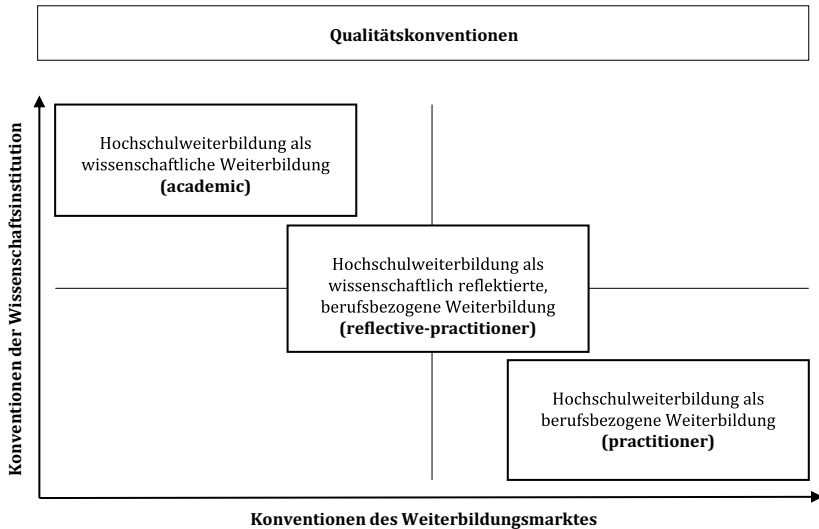 Qualitätskonventionen
Konventionen der Wissenschaftsinstitution
Hochschulweiterbildung als
wissenschaftliche Weiterbildung
(academic)
Hochschulweiterbildung als
wissenschaftlich reflektierte,
berufsbezogene Weiterbildung
(reflective-practitioner)
Hochschulweiterbildung als
berufsbezogene Weiterbildung
(practitioner)
Konventionen des Weiterbildungsmarktes